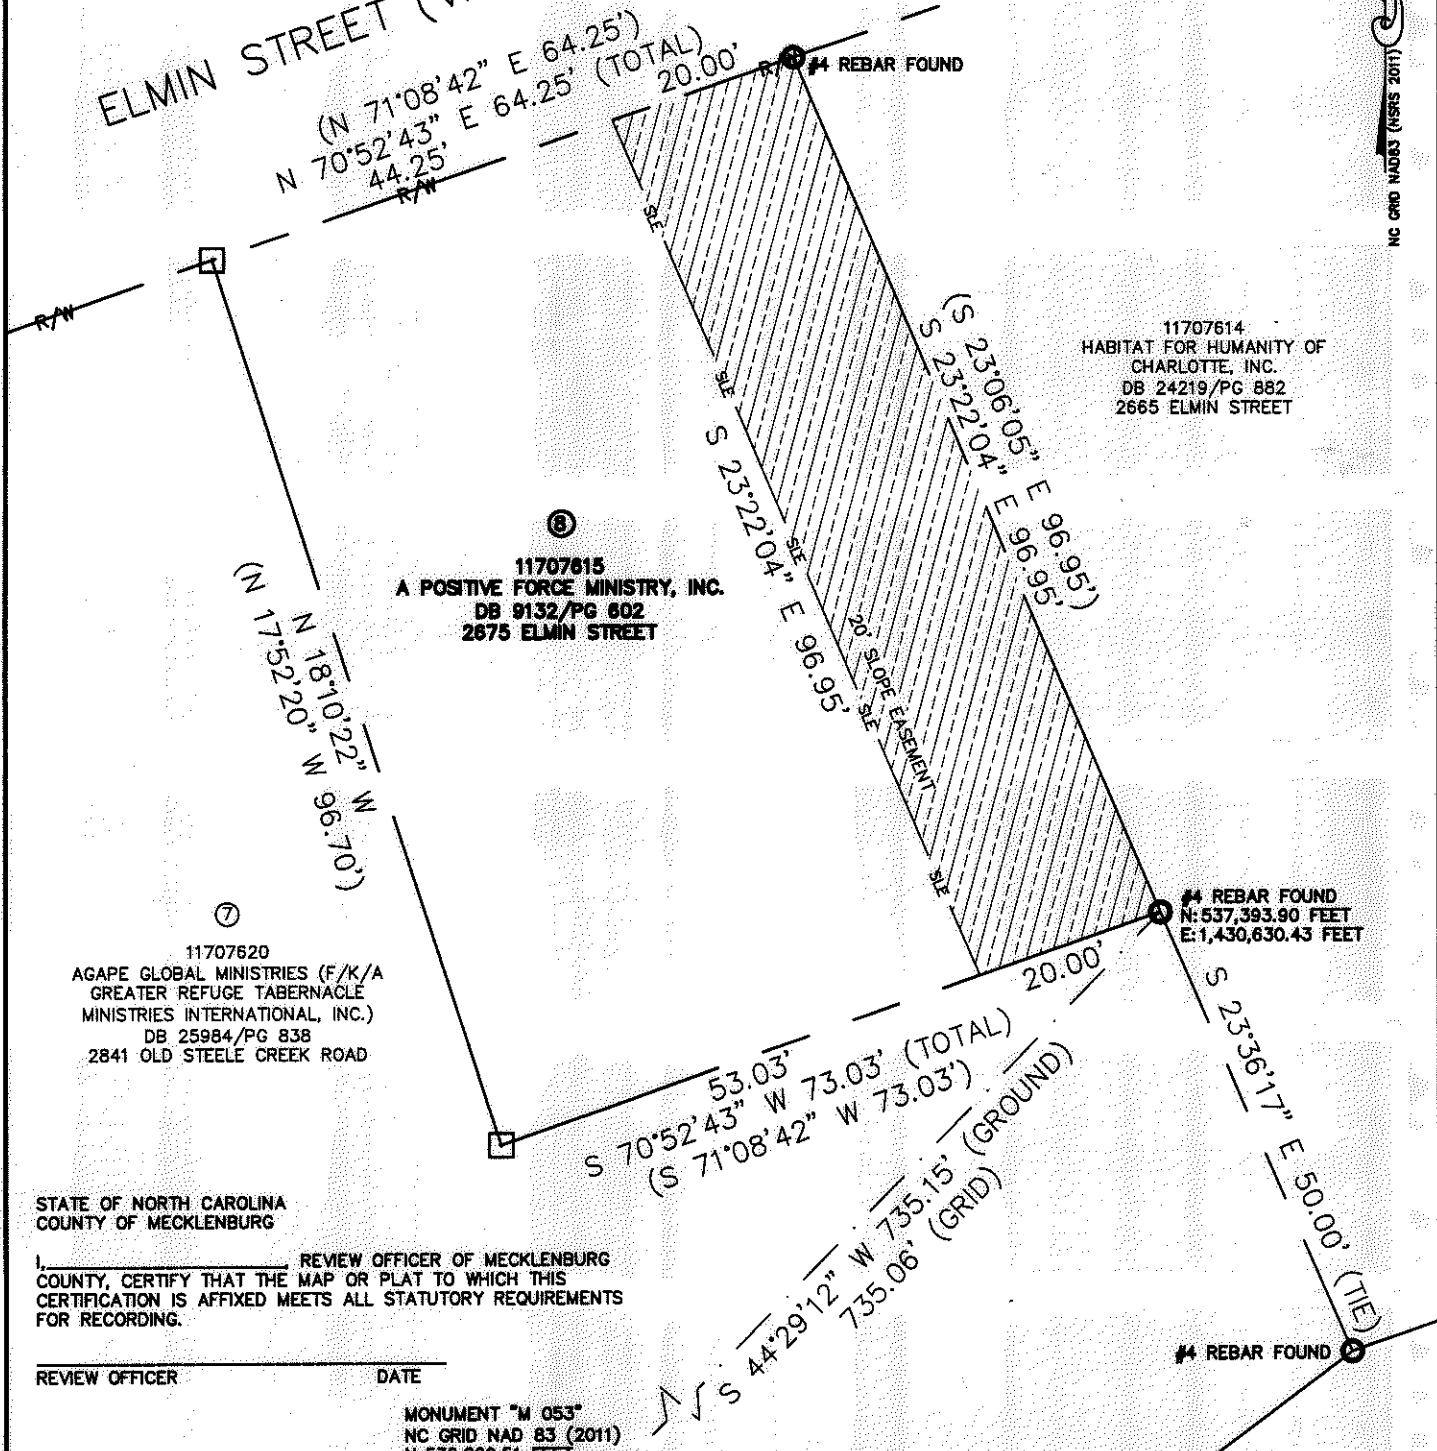 ELMIN STREET
(N 71°08'42" E 64.25')
N 70°52'43" E 64.25' (TOTAL)
44.25'
20.00'
R/W
R/W
R/W
#4 REBAR FOUND
NC GRID NAD83 (NSRS 2011)
SLE
SLE
SLE
SLE
SLE
(S 23°06'05" E 96.95')
S 23°22'04" E 96.95'
S 23°22'04" E 96.95'
20' SLOPE EASEMENT
11707614
HABITAT FOR HUMANITY OF
CHARLOTTE, INC.
DB 24219/PG 882
2665 ELMIN STREET
8
11707615
A POSITIVE FORCE MINISTRY, INC.
DB 9132/PG 602
2675 ELMIN STREET
N 18°10'22" W
(N 17°52'20" W 96.70')
7
11707620
AGAPE GLOBAL MINISTRIES (F/K/A
GREATER REFUGE TABERNACLE
MINISTRIES INTERNATIONAL, INC.)
DB 25984/PG 838
2841 OLD STEELE CREEK ROAD
#4 REBAR FOUND
N:537,393.90 FEET
E:1,430,630.43 FEET
20.00'
53.03'
S 70°52'43" W 73.03' (TOTAL)
(S 71°08'42" W 73.03')
S 23°36'17" E 50.00' (TIE)
S 44°29'12" W 735.15' (GROUND)
735.06' (GRID)
#4 REBAR FOUND
STATE OF NORTH CAROLINA
COUNTY OF MECKLENBURG
I, REVIEW OFFICER OF MECKLENBURG
COUNTY, CERTIFY THAT THE MAP OR PLAT TO WHICH THIS
CERTIFICATION IS AFFIXED MEETS ALL STATUTORY REQUIREMENTS
FOR RECORDING.
REVIEW OFFICER DATE
MONUMENT "M 053"
NC GRID NAD 83 (2011)